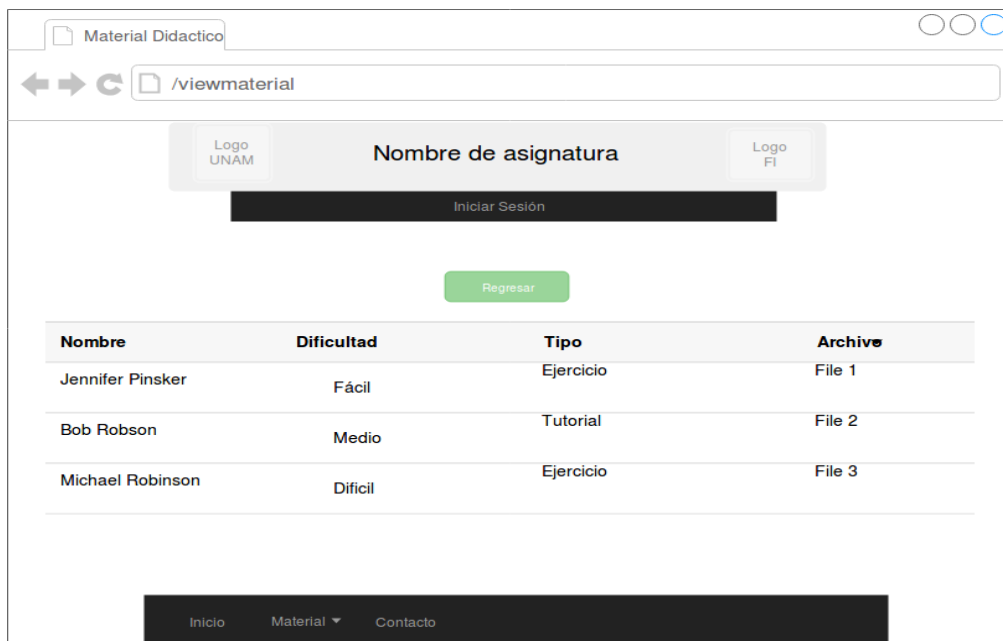 Material Didactico
/viewmaterial
Logo
UNAM
Nombre de asignatura
Logo
FI
Iniciar Sesión
Regresar
Nombre Dificultad Tipo Archivo
Jennifer Pinsker Fácil Ejercicio File 1
Bob Robson Medio Tutorial File 2
Michael Robinson Dificil Ejercicio File 3
Inicio Material Contacto